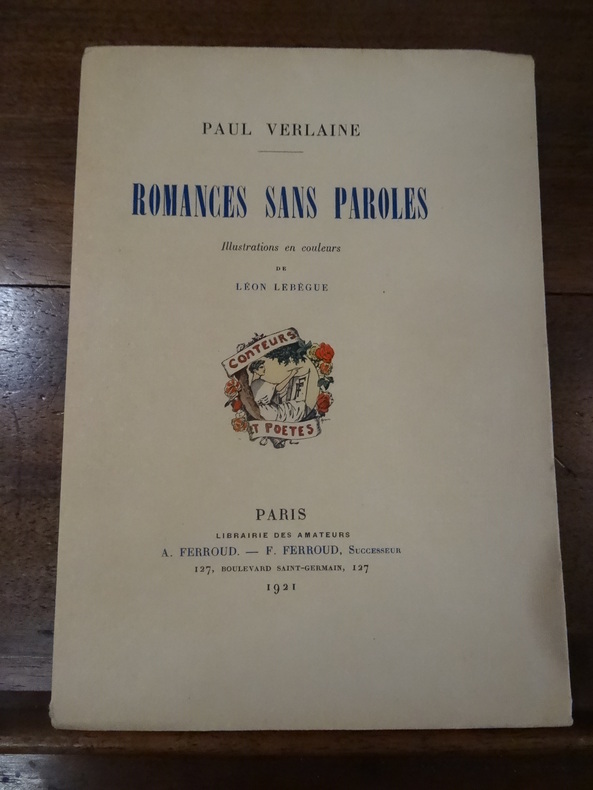 PAUL VERLAINE
ROMANCES SANS PAROLES
Illustrations en couleurs
DE
LÉON LEBÈGUE
CONTEURS
ET POETES
PARIS
LIBRAIRIE DES AMATEURS
A. FERROUD. — F. FERROUD, SUCCESSEUR
127, BOULEVARD SAINT-GERMAIN, 127
1921